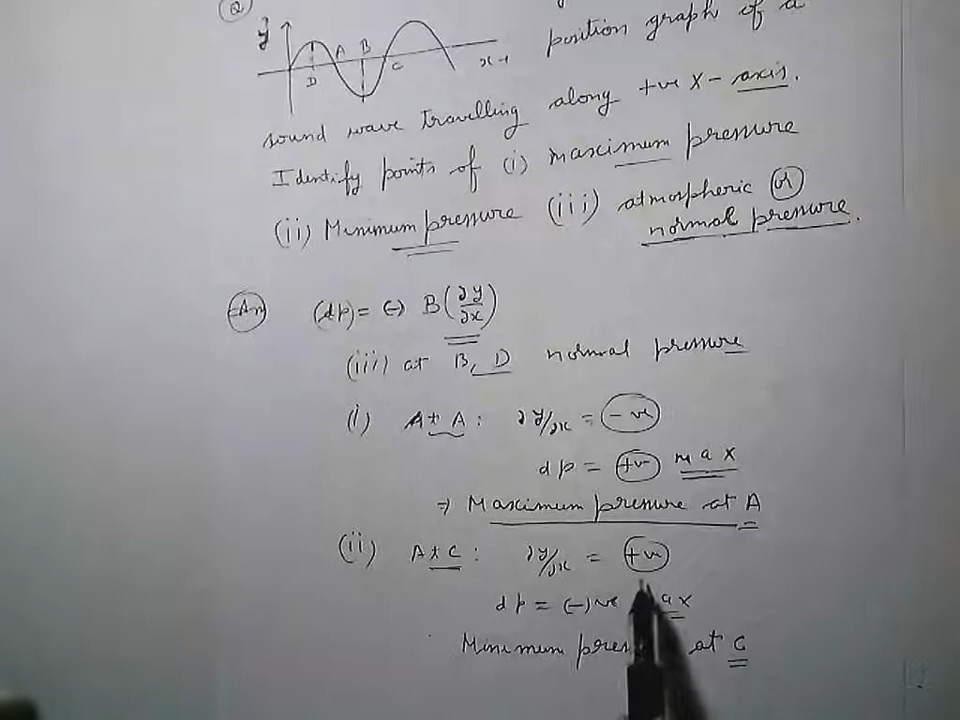 Q
y
A B
D C x→
position graph of a
sound wave travelling along +ve x-axis.
Identify points of (i) maximum pressure
(ii) Minimum pressure (iii) atmospheric (or)
normal pressure.
An (dp) = (-) B(∂y/∂x)
(iii) at B, D normal pressure
(i) At A: ∂y/∂x = -ve
dp = +ve max
⇒ Maximum pressure at A
(ii) At C: ∂y/∂x = +ve
dp = (-)ve
Minimum at C